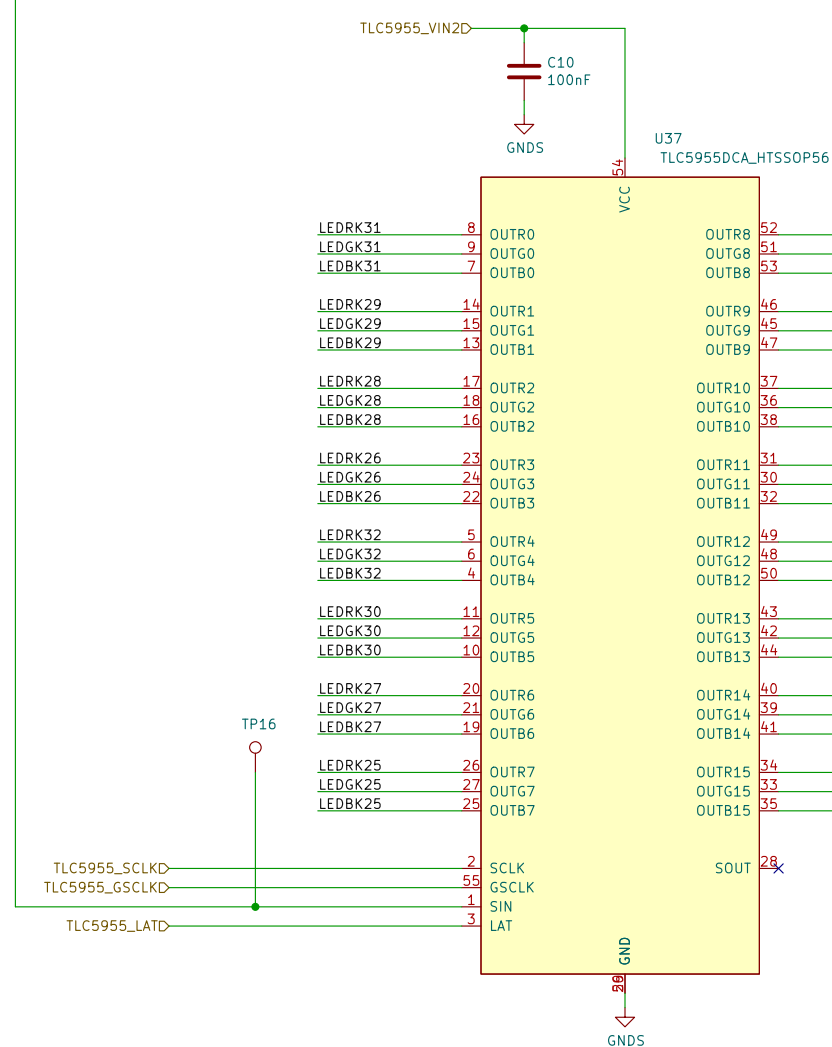 TLC5955_VIN2
C10
100nF
GNDS
U37
TLC5955DCA_HTSSOP56
54
VCC
LEDRK31 8 OUTR0 OUTR8 52
LEDGK31 9 OUTG0 OUTG8 51
LEDBK31 7 OUTB0 OUTB8 53
LEDRK29 14 OUTR1 OUTR9 46
LEDGK29 15 OUTG1 OUTG9 45
LEDBK29 13 OUTB1 OUTB9 47
LEDRK28 17 OUTR2 OUTR10 37
LEDGK28 18 OUTG2 OUTG10 36
LEDBK28 16 OUTB2 OUTB10 38
LEDRK26 23 OUTR3 OUTR11 31
LEDGK26 24 OUTG3 OUTG11 30
LEDBK26 22 OUTB3 OUTB11 32
LEDRK32 5 OUTR4 OUTR12 49
LEDGK32 6 OUTG4 OUTG12 48
LEDBK32 4 OUTB4 OUTB12 50
LEDRK30 11 OUTR5 OUTR13 43
LEDGK30 12 OUTG5 OUTG13 42
LEDBK30 10 OUTB5 OUTB13 44
LEDRK27 20 OUTR6 OUTR14 40
LEDGK27 21 OUTG6 OUTG14 39
LEDBK27 19 OUTB6 OUTB14 41
TP16
LEDRK25 26 OUTR7 OUTR15 34
LEDGK25 27 OUTG7 OUTG15 33
LEDBK25 25 OUTB7 OUTB15 35
TLC5955_SCLK 2 SCLK SOUT 28
TLC5955_GSCLK 55 GSCLK
1 SIN
TLC5955_LAT 3 LAT
GND
GNDS